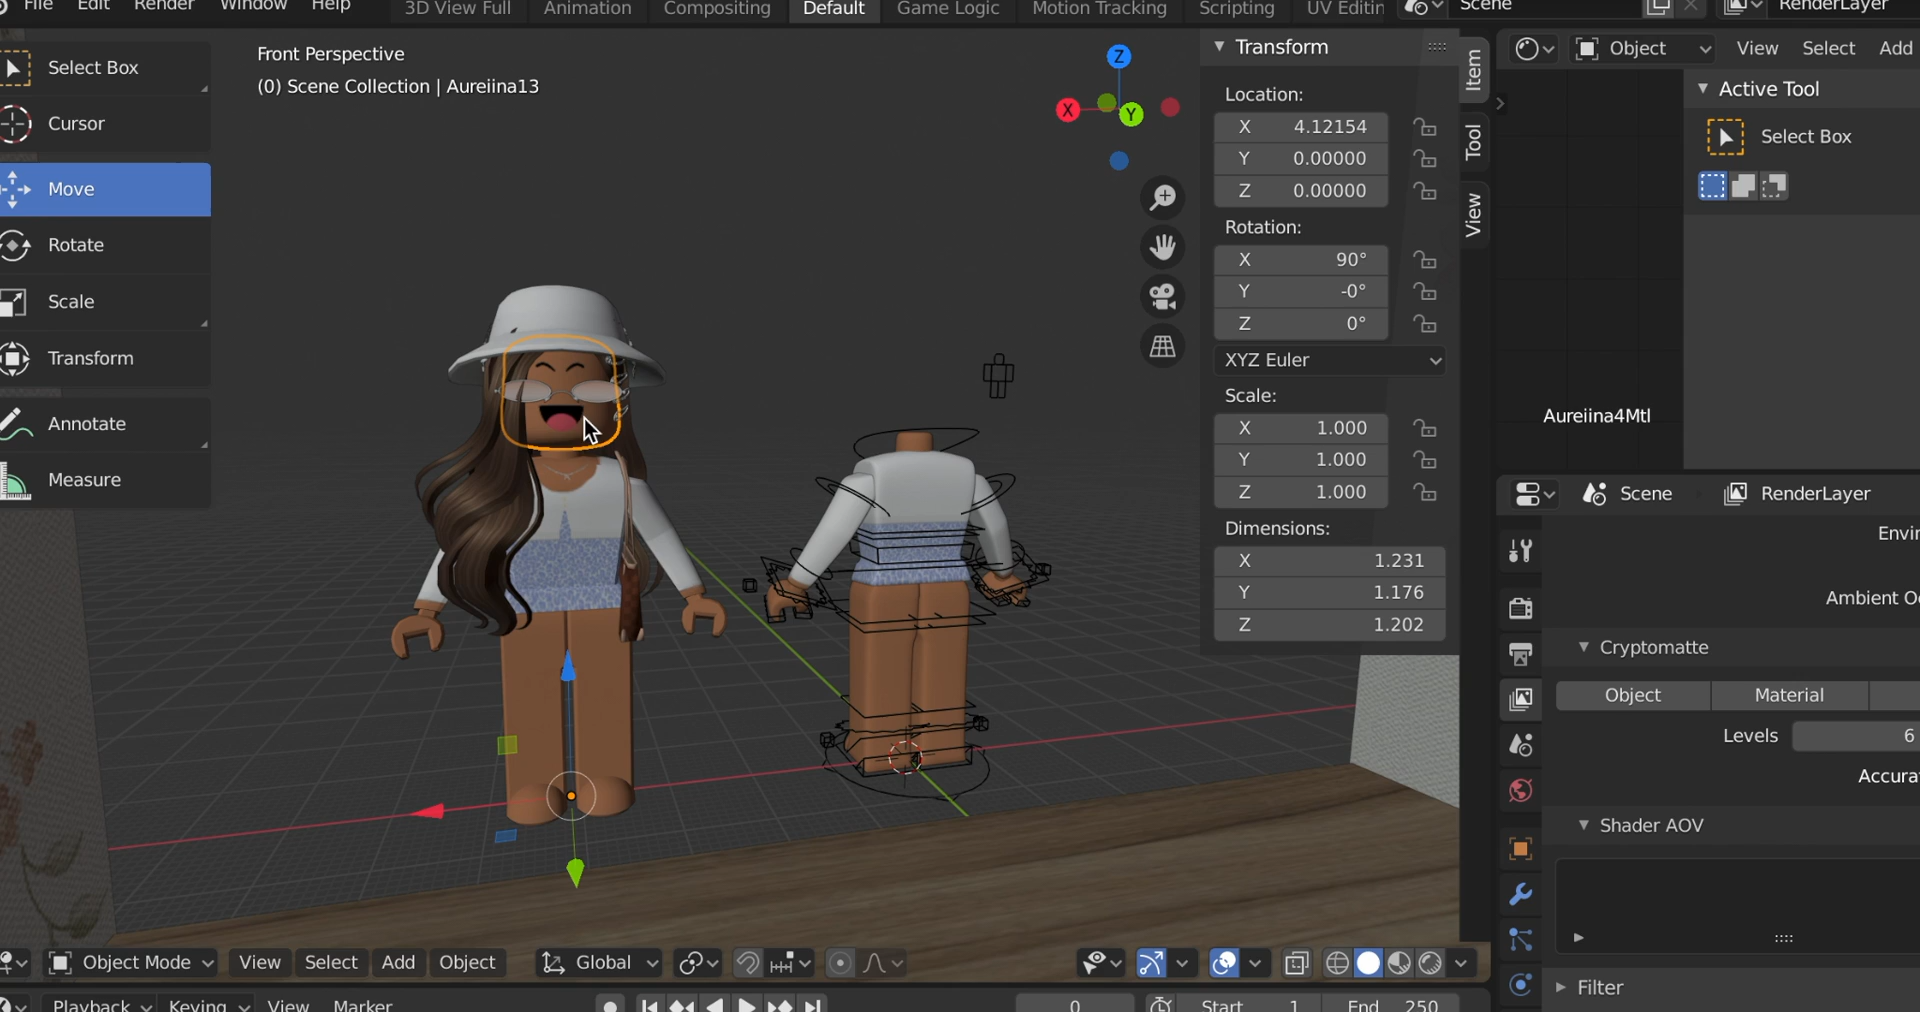 File Edit Render Window Help 3D View Full Animation Compositing Default Game Logic Motion Tracking Scripting UV Editin Scene RenderLayer
Select Box
Cursor
Move
Rotate
Scale
Transform
Annotate
Measure
Front Perspective
(0) Scene Collection | Aureiina13
Z
X
Y
Transform
Location:
X 4.12154
Y 0.00000
Z 0.00000
Rotation:
X 90°
Y -0°
Z 0°
XYZ Euler
Scale:
X 1.000
Y 1.000
Z 1.000
Dimensions:
X 1.231
Y 1.176
Z 1.202
Item
Tool
View
Object View Select Add
Active Tool
Select Box
Aureiina4Mtl
Scene RenderLayer
Envir
Ambient Oc
Cryptomatte
Object Material
Levels 6
Accura
Shader AOV
Filter
Object Mode View Select Add Object Global
Playback Keying View Marker 0 Start 1 End 250